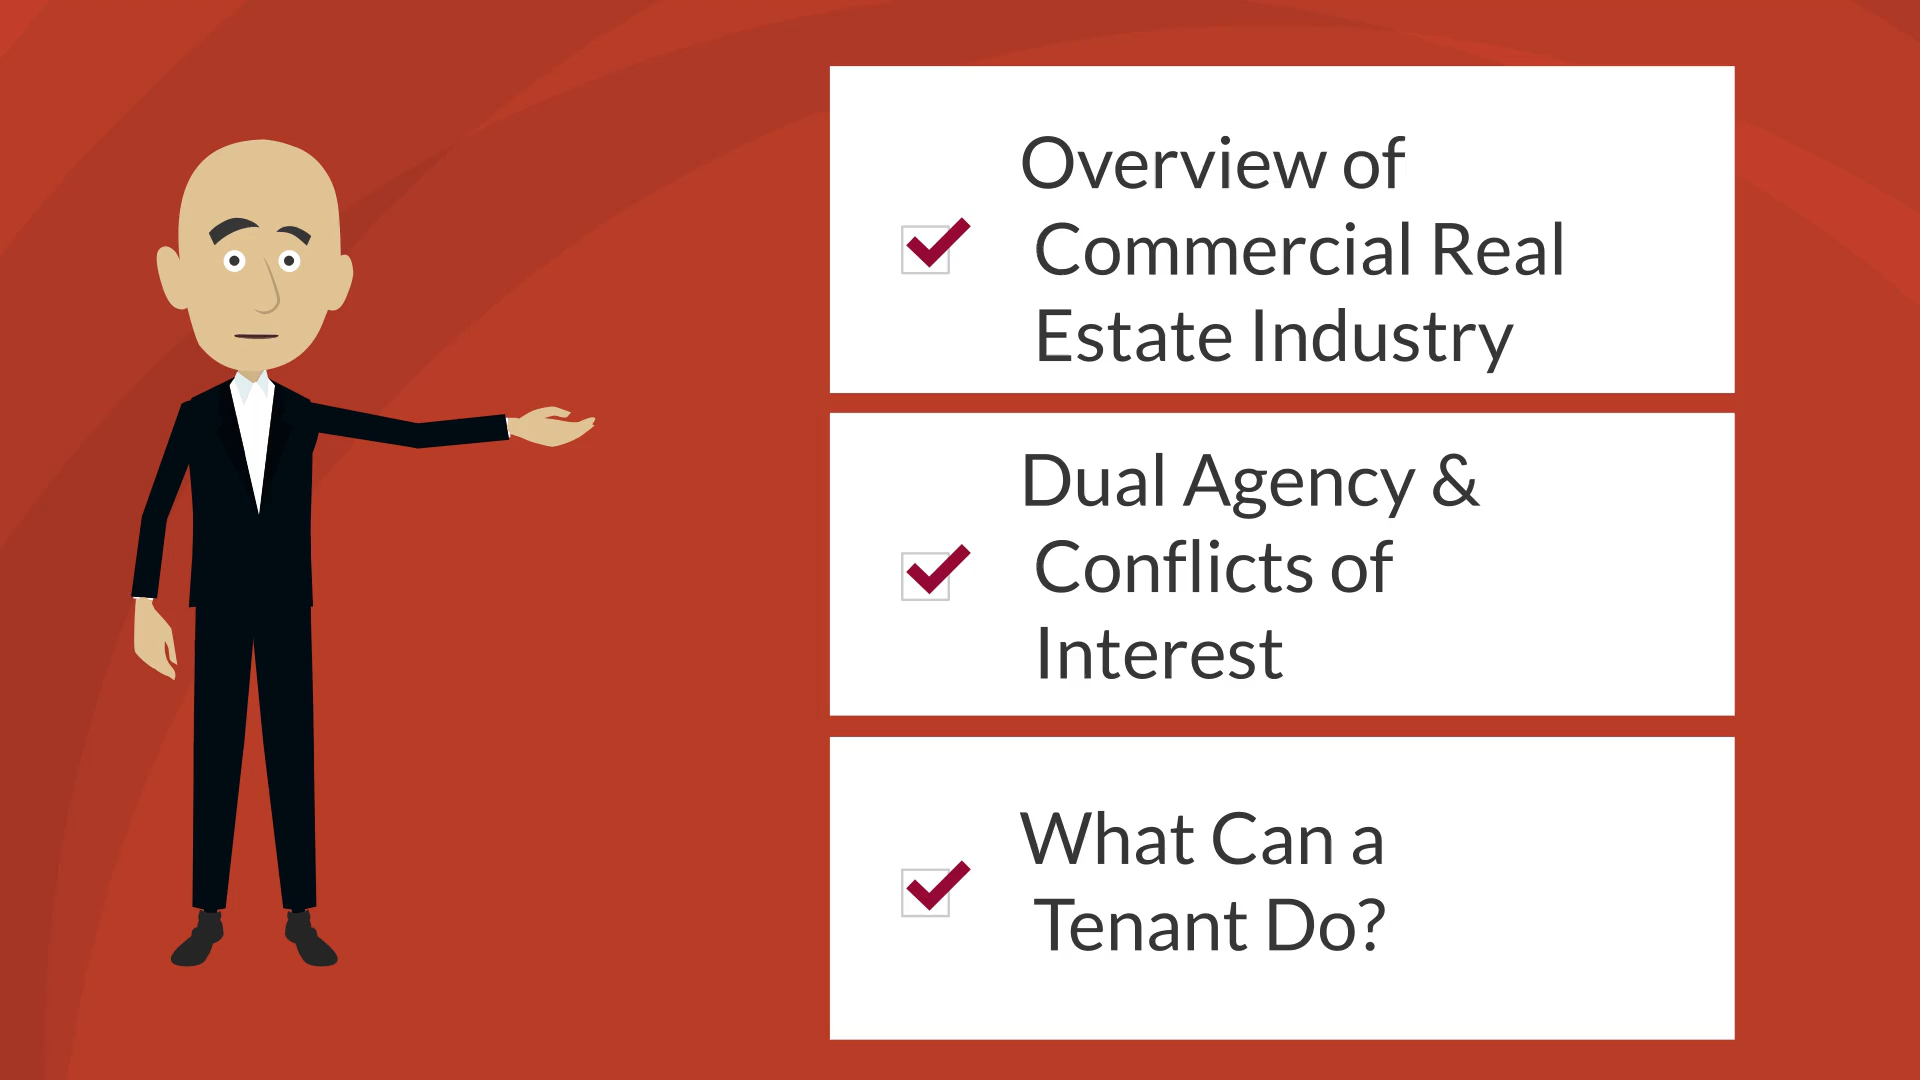 Overview of
Commercial Real
Estate Industry
Dual Agency &
Conflicts of
Interest
What Can a
Tenant Do?